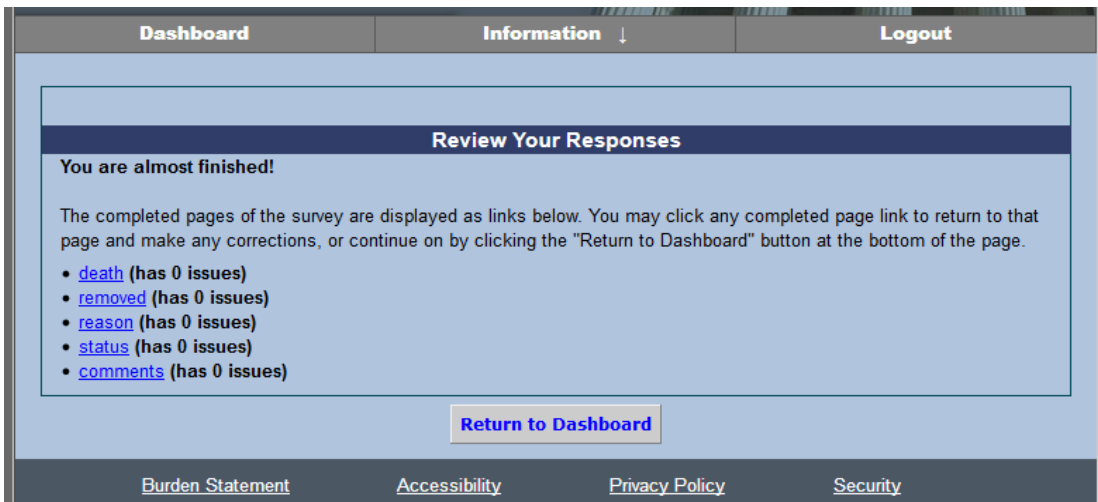 Dashboard Information ↓ Logout
Review Your Responses
You are almost finished!
The completed pages of the survey are displayed as links below. You may click any completed page link to return to that
page and make any corrections, or continue on by clicking the "Return to Dashboard" button at the bottom of the page.
• death (has 0 issues)
• removed (has 0 issues)
• reason (has 0 issues)
• status (has 0 issues)
• comments (has 0 issues)
Return to Dashboard
Burden Statement Accessibility Privacy Policy Security